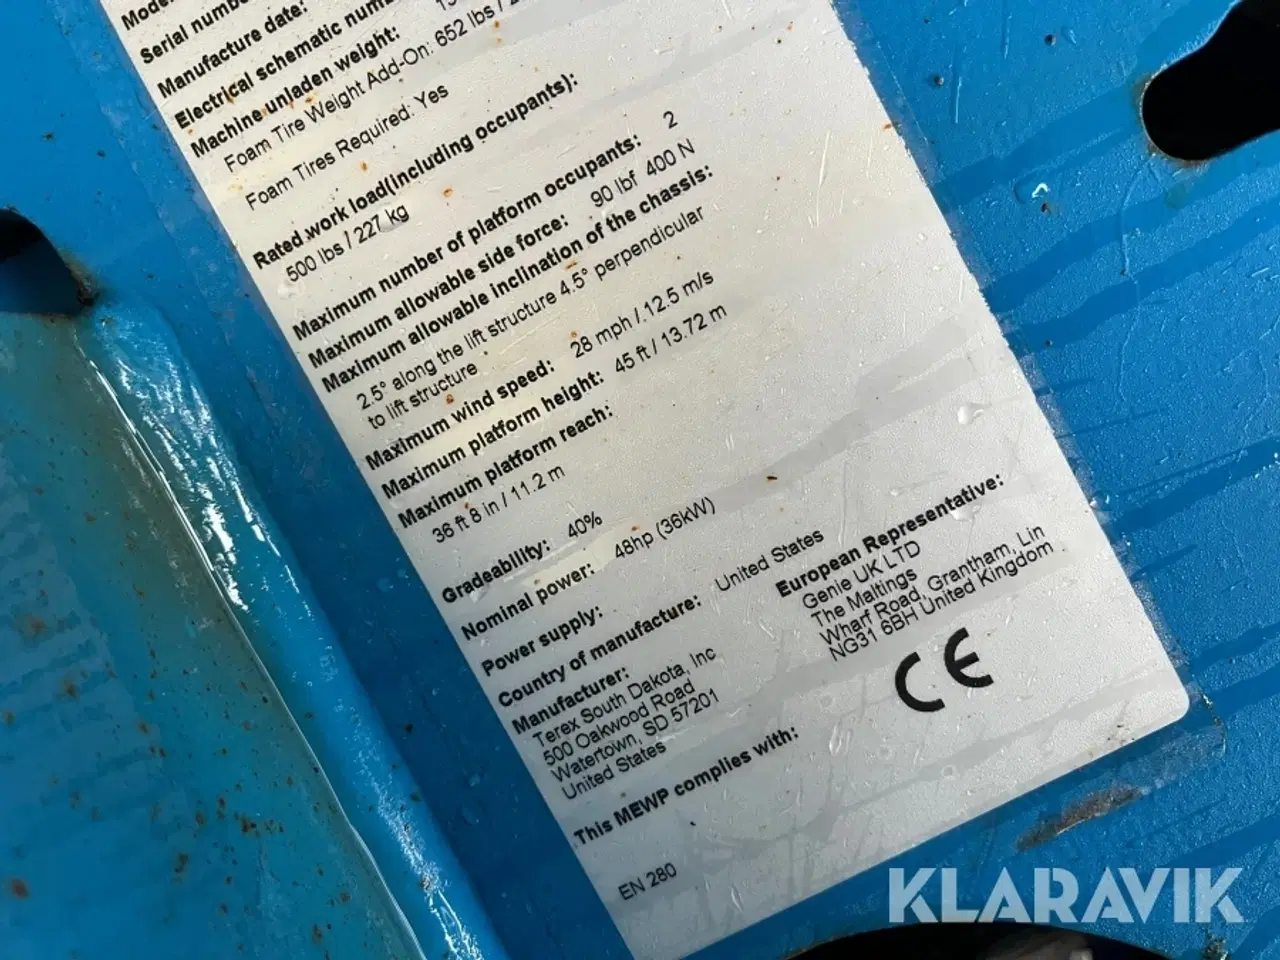 Serial number
Manufacture date:
Electrical schematic number
Machine unladen weight:
Foam Tire Weight Add-On: 652 lbs /
Foam Tires Required: Yes
Rated work load(including occupants):
500 lbs / 227 kg
Maximum number of platform occupants: 2
Maximum allowable side force: 90 lbf 400 N
Maximum allowable inclination of the chassis:
2.5° along the lift structure 4.5° perpendicular
to lift structure
Maximum wind speed: 28 mph / 12.5 m/s
Maximum platform height: 45 ft / 13.72 m
Maximum platform reach:
36 ft 8 in / 11.2 m
Gradeability: 40%
Nominal power: 48hp (36kW)
Power supply:
Country of manufacture: United States
Manufacturer:
Terex South Dakota, Inc
500 Oakwood Road
Watertown, SD 57201
United States
European Representative:
Genie UK LTD
The Maltings
Wharf Road, Grantham, Lin
NG31 6BH United Kingdom
CE
This MEWP complies with:
EN 280
KLARAVIK